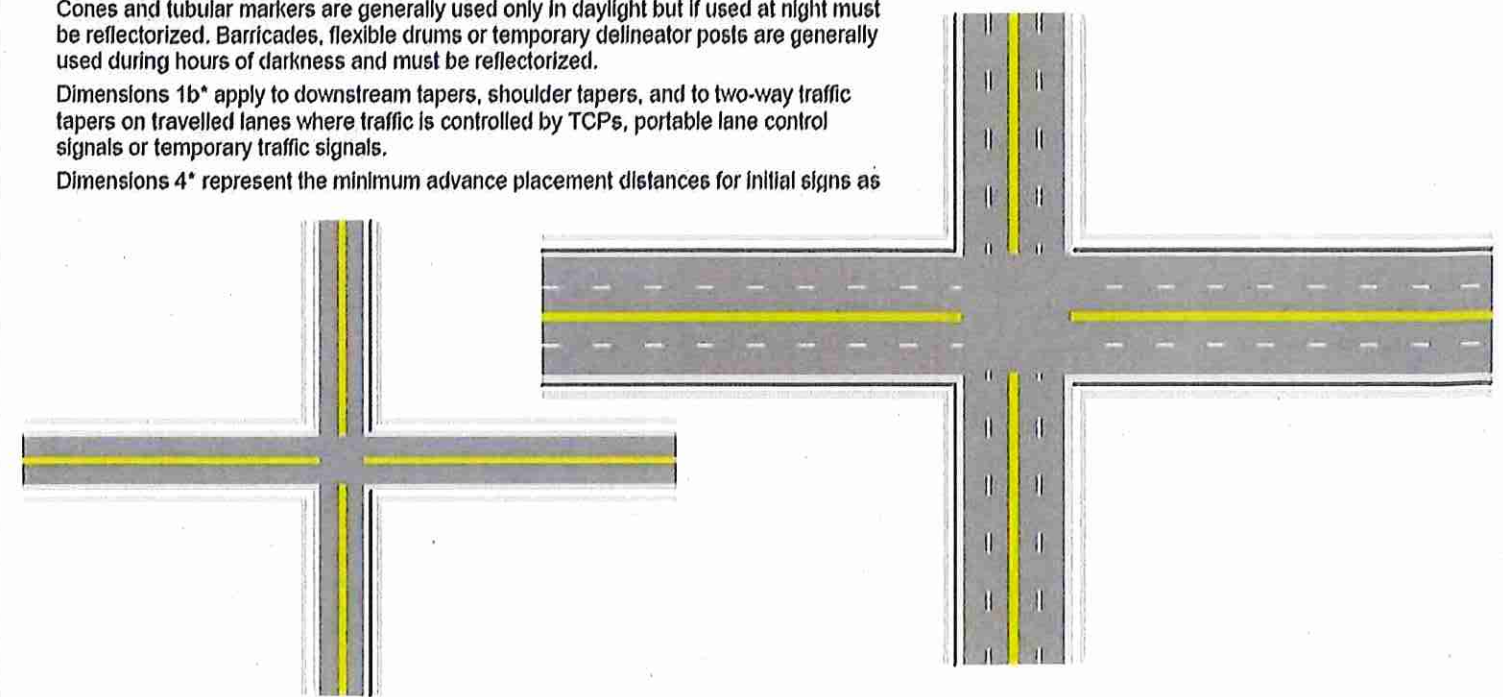 Cones and tubular markers are generally used only in daylight but if used at night must
be reflectorized. Barricades, flexible drums or temporary delineator posts are generally
used during hours of darkness and must be reflectorized.
Dimensions 1b* apply to downstream tapers, shoulder tapers, and to two-way traffic
tapers on travelled lanes where traffic is controlled by TCPs, portable lane control
signals or temporary traffic signals.
Dimensions 4* represent the minimum advance placement distances for initial signs as